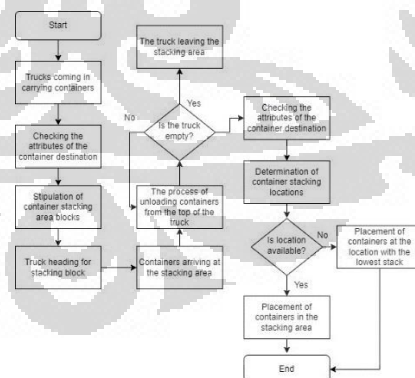 Start
Trucks coming in
carrying containers
Checking the
attributes of the
container destination
Stipulation of
container stacking
area blocks
Truck heading for
stacking block
The truck leaving the
stacking area
Yes
No
Is the truck
empty?
The process of
unloading containers
from the top of the
truck
Containers arriving at
the stacking area
Checking the
attributes of the
container destination
Determination of
container stacking
locations
Is location
available?
No
Placement of
containers at the
location with the
lowest stack
Yes
Placement of
containers in the
stacking area
End